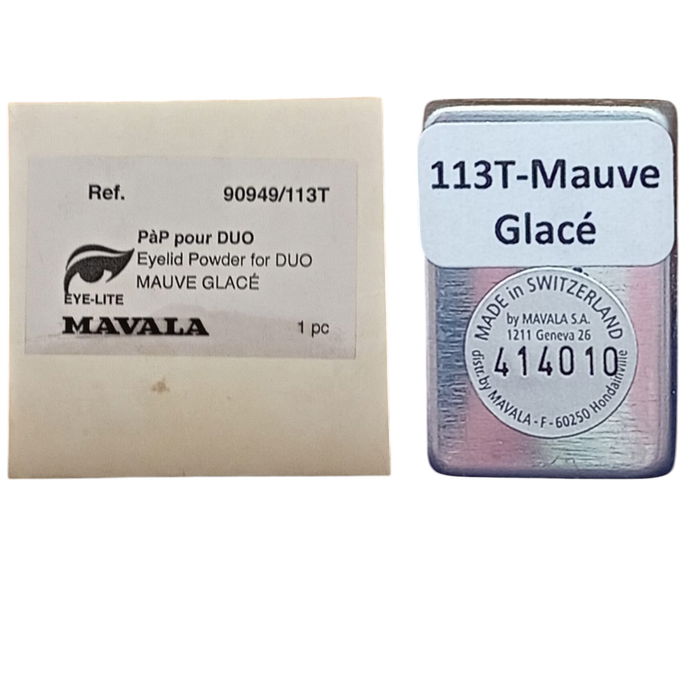 Ref. 90949/113T
PàP pour DUO
Eyelid Powder for DUO
MAUVE GLACÉ
EYE-LITE
MAVALA 1 pc
113T-Mauve
Glacé
MADE in SWITZERLAND
by MAVALA S.A.
1211 Geneva 26
414010
distr. by MAVALA - F - 60250 Hondainville